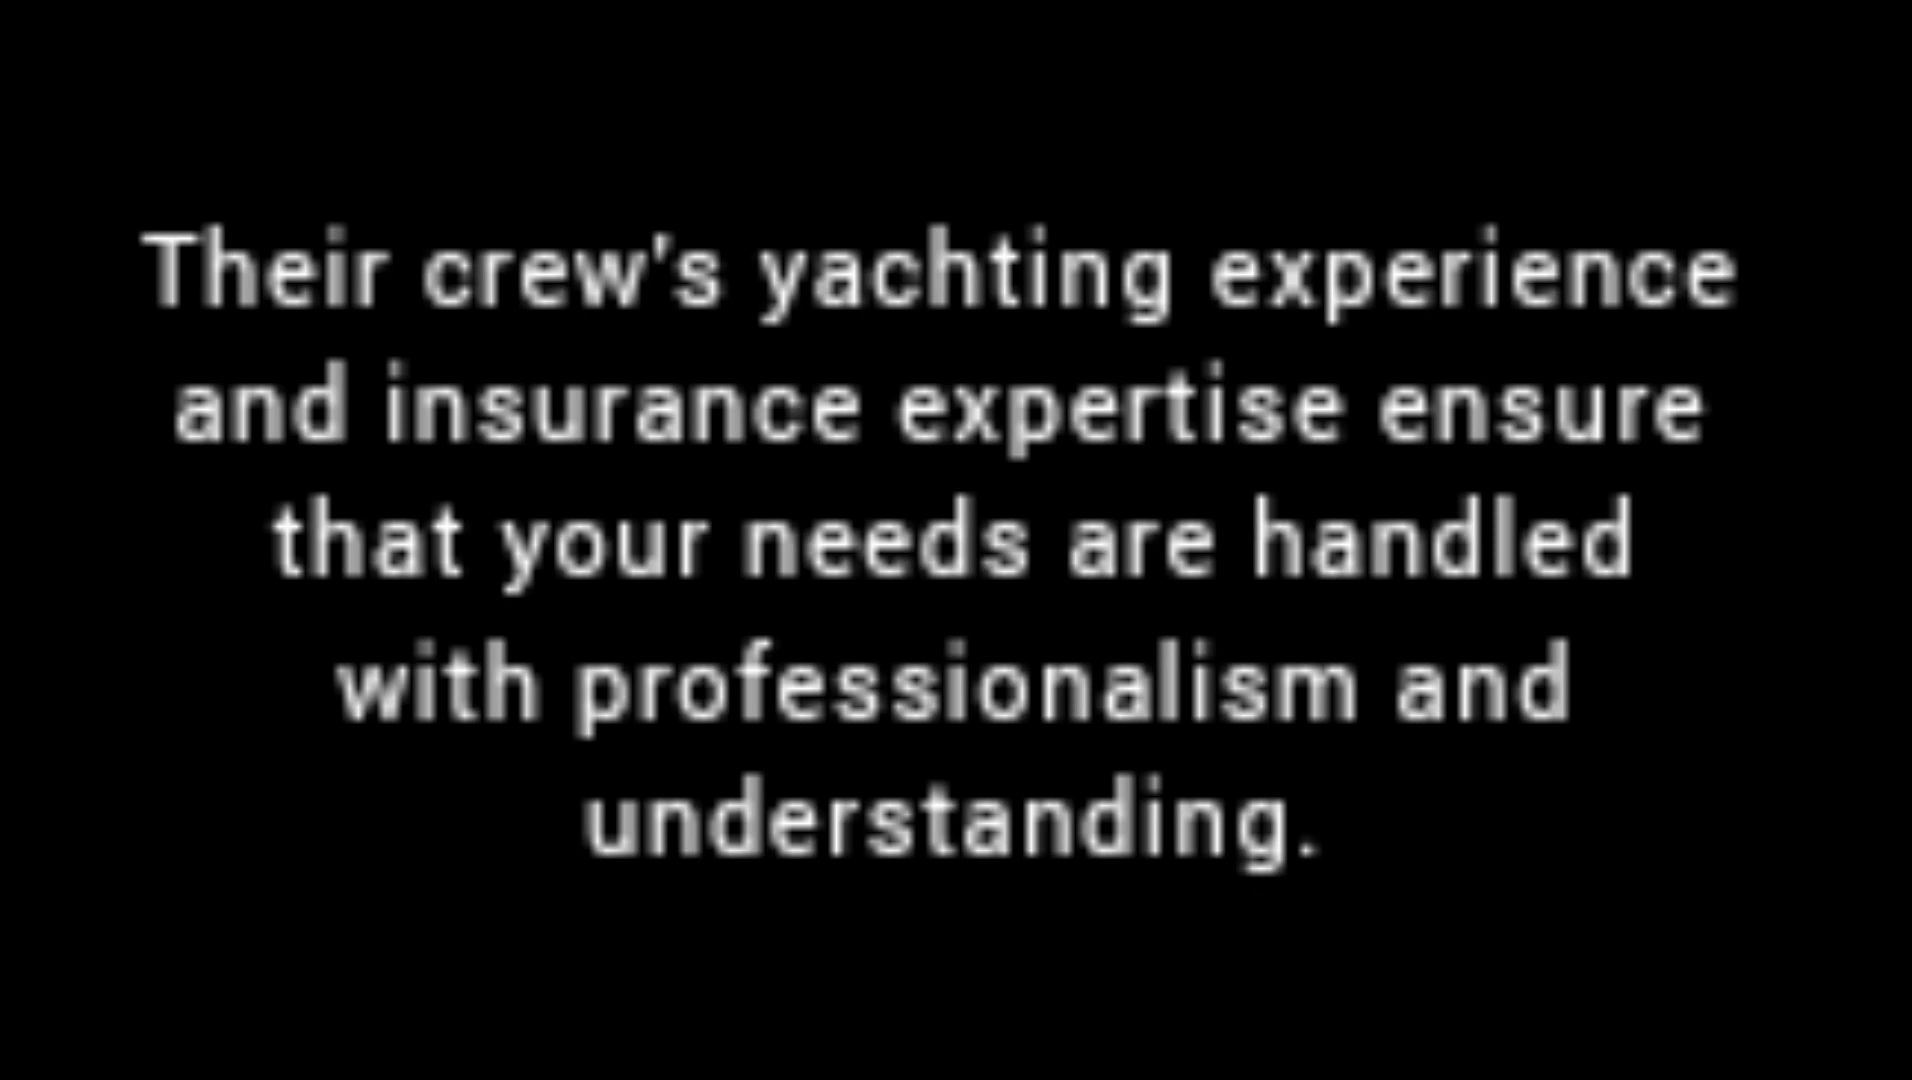 Their crew's yachting experience
and insurance expertise ensure
that your needs are handled
with professionalism and
understanding.